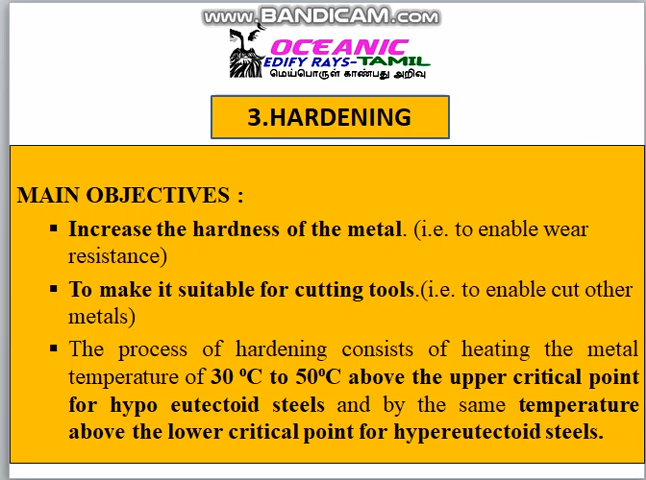 www.BANDICAM.com
OCEANIC
EDIFY RAYS-TAMIL
மெய்பொருள் காண்பது அறிவு
3.HARDENING
MAIN OBJECTIVES :
▪ Increase the hardness of the metal. (i.e. to enable wear
resistance)
▪ To make it suitable for cutting tools.(i.e. to enable cut other
metals)
▪ The process of hardening consists of heating the metal
temperature of 30 ⁰C to 50⁰C above the upper critical point
for hypo eutectoid steels and by the same temperature
above the lower critical point for hypereutectoid steels.